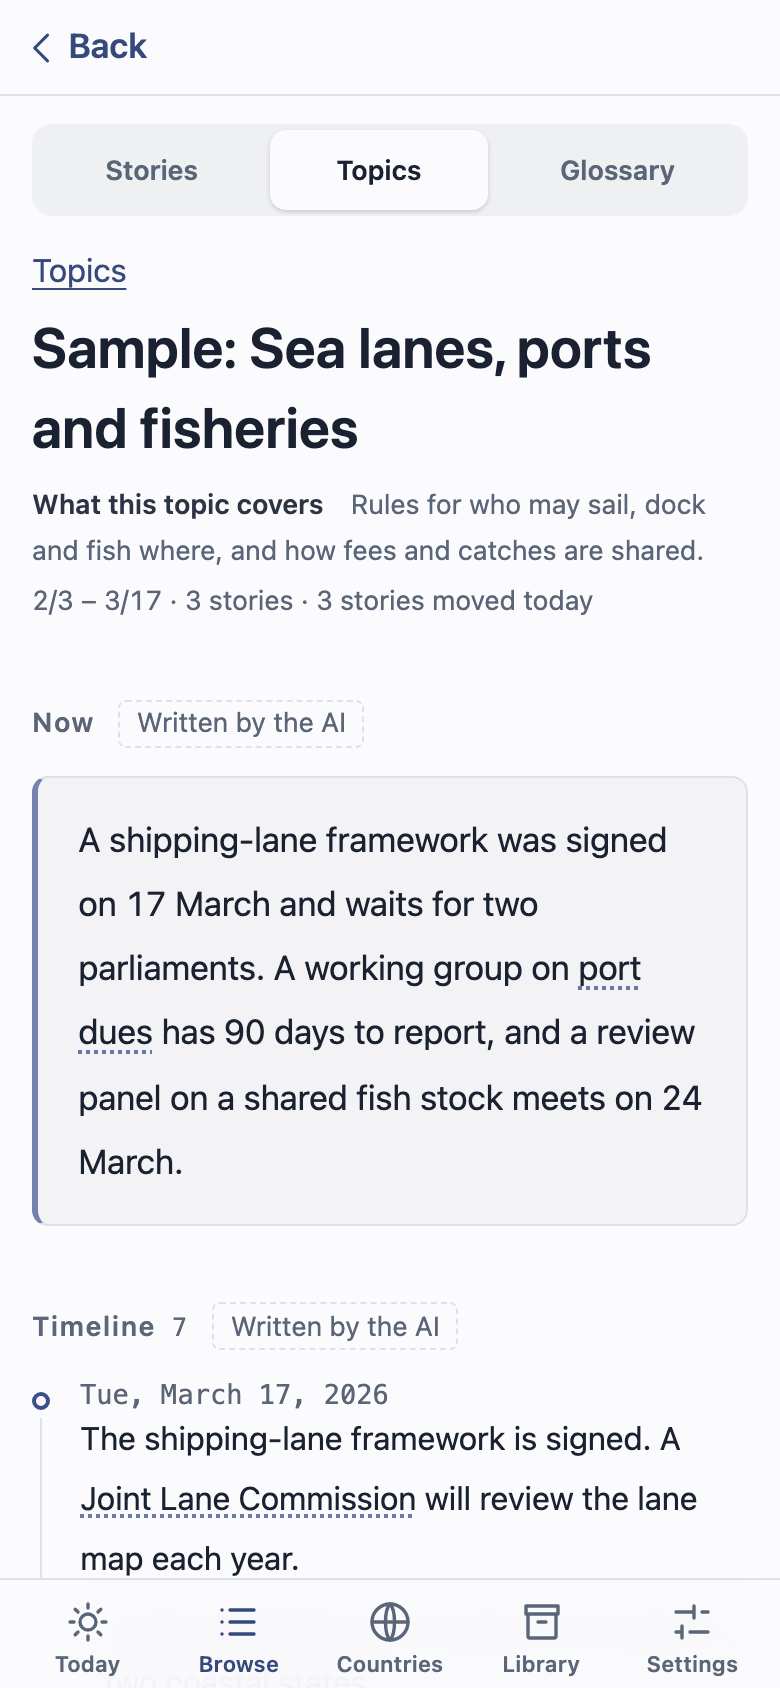 Back
Stories Topics Glossary
Topics
Sample: Sea lanes, ports
and fisheries
What this topic covers Rules for who may sail, dock
and fish where, and how fees and catches are shared.
2/3 – 3/17 · 3 stories · 3 stories moved today
Now Written by the AI
A shipping-lane framework was signed
on 17 March and waits for two
parliaments. A working group on port
dues has 90 days to report, and a review
panel on a shared fish stock meets on 24
March.
Timeline 7 Written by the AI
Tue, March 17, 2026
The shipping-lane framework is signed. A
Joint Lane Commission will review the lane
map each year.
Today Browse Countries Library Settings
two coastal states